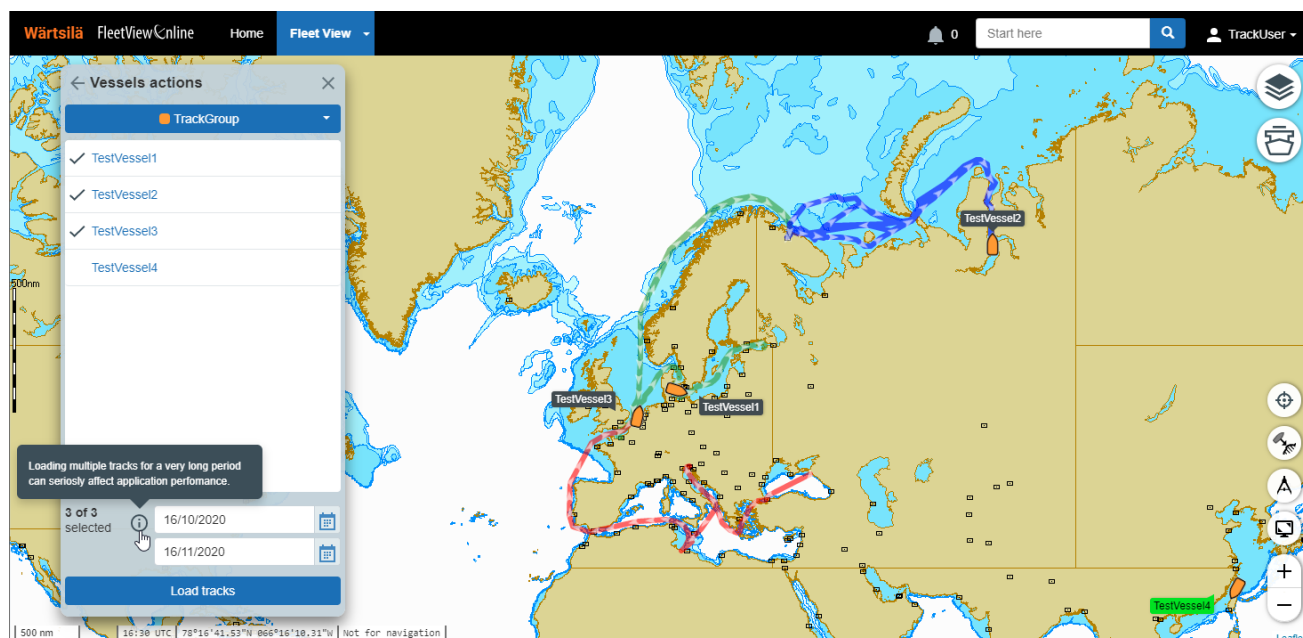 Wärtsilä FleetView Online Home Fleet View 0 Start here TrackUser
Vessels actions
TrackGroup
TestVessel1
TestVessel2
TestVessel3
TestVessel4
500nm
TestVessel2
TestVessel3
TestVessel1
TestVessel4
Loading multiple tracks for a very long period
can seriosly affect application perfomance.
3 of 3
selected
16/10/2020
16/11/2020
Load tracks
+
−
500 nm 16:30 UTC 78°16'41.53"N 066°16'10.31"W Not for navigation